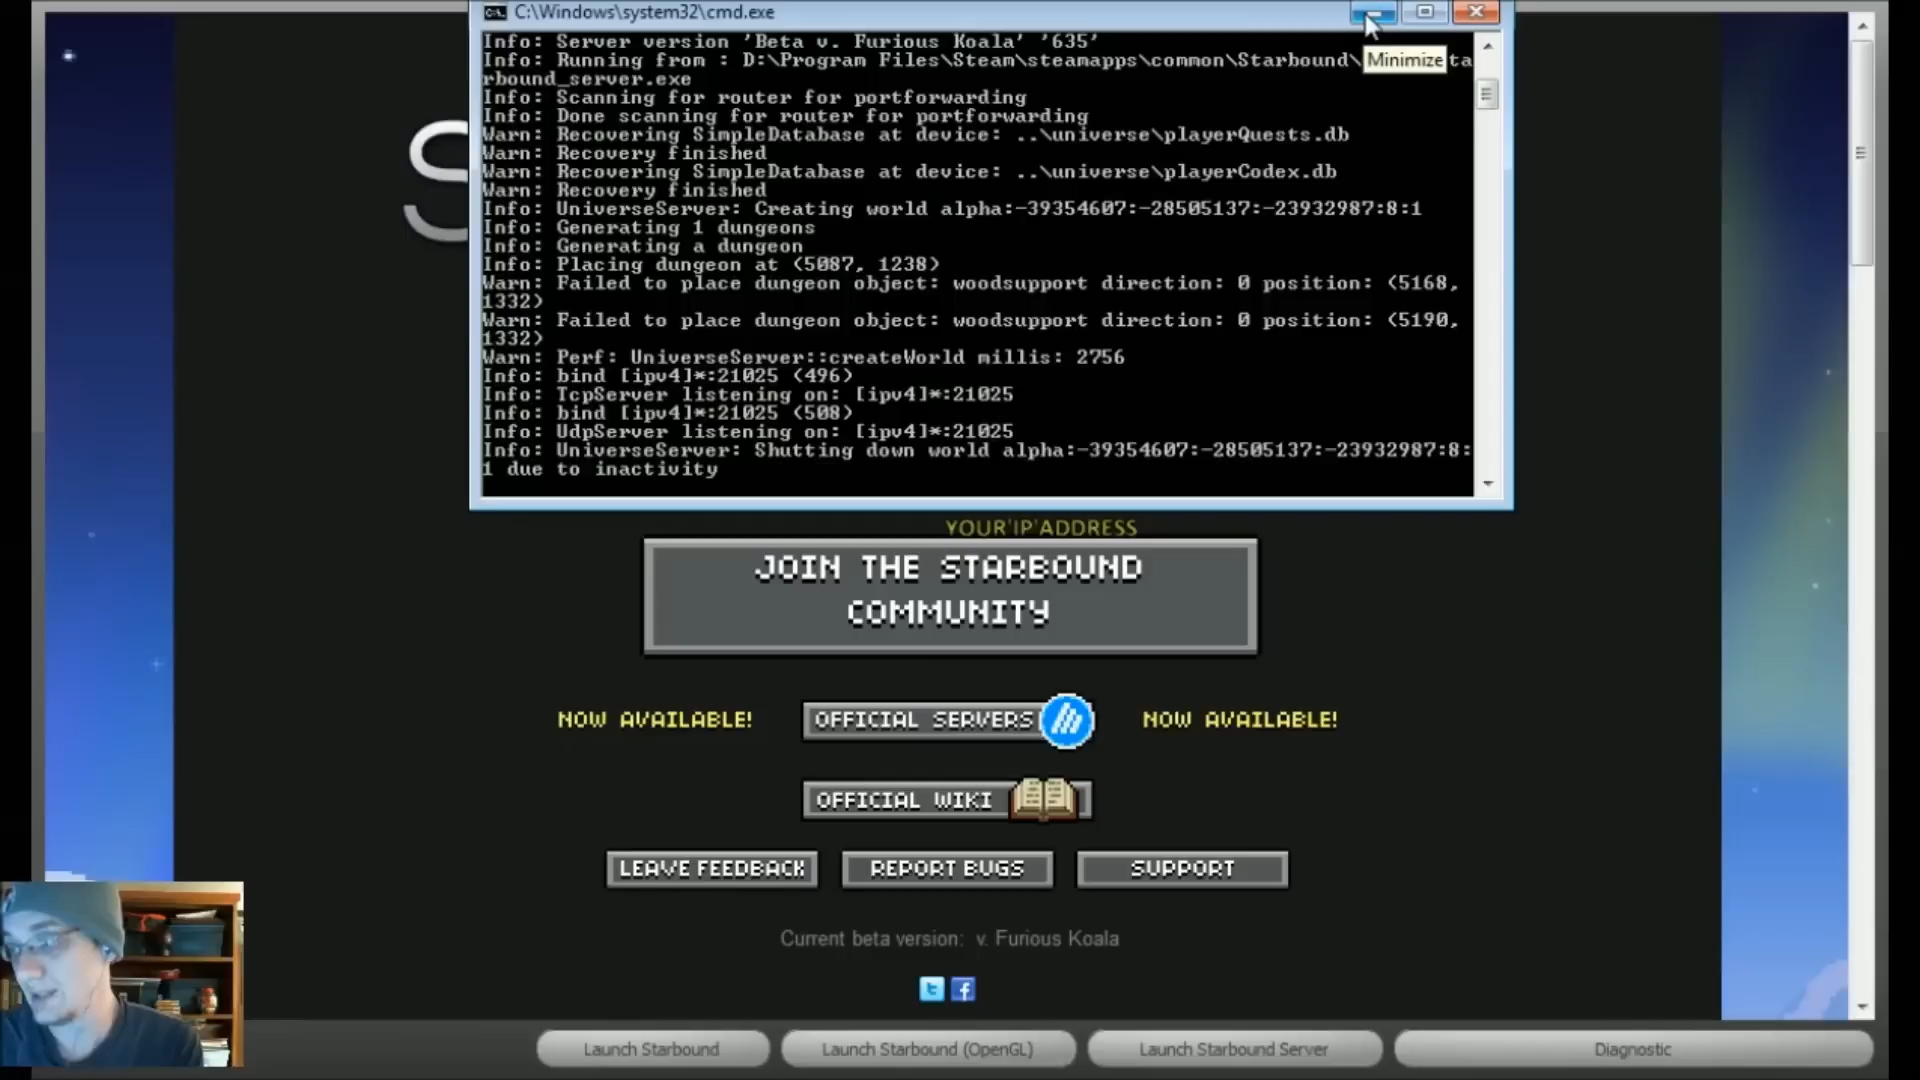 C:\Windows\system32\cmd.exe
Info: Server version 'Beta v. Furious Koala' '635'
Info: Running from : D:\Program Files\Steam\steamapps\common\Starbound\ ta
rbound_server.exe
Minimize
Info: Scanning for router for portforwarding
Info: Done scanning for router for portforwarding
Warn: Recovering SimpleDatabase at device: ..\universe\playerQuests.db
Warn: Recovery finished
Warn: Recovering SimpleDatabase at device: ..\universe\playerCodex.db
Warn: Recovery finished
Info: UniverseServer: Creating world alpha:-39354607:-28505137:-23932987:8:1
Info: Generating 1 dungeons
Info: Generating a dungeon
Info: Placing dungeon at (5087, 1238)
Warn: Failed to place dungeon object: woodsupport direction: 0 position: (5168,
1332)
Warn: Failed to place dungeon object: woodsupport direction: 0 position: (5190,
1332)
Warn: Perf: UniverseServer::createWorld millis: 2756
Info: bind [ipv4]*:21025 (496)
Info: TcpServer listening on: [ipv4]*:21025
Info: bind [ipv4]*:21025 (508)
Info: UdpServer listening on: [ipv4]*:21025
Info: UniverseServer: Shutting down world alpha:-39354607:-28505137:-23932987:8:
1 due to inactivity
S
YOUR'IP'ADDRESS
JOIN THE STARBOUND
COMMUNITY
NOW AVAILABLE! OFFICIAL SERVERS NOW AVAILABLE!
OFFICIAL WIKI
LEAVE FEEDBACK REPORT BUGS SUPPORT
Current beta version: v. Furious Koala
t f
Launch Starbound Launch Starbound (OpenGL) Launch Starbound Server Diagnostic